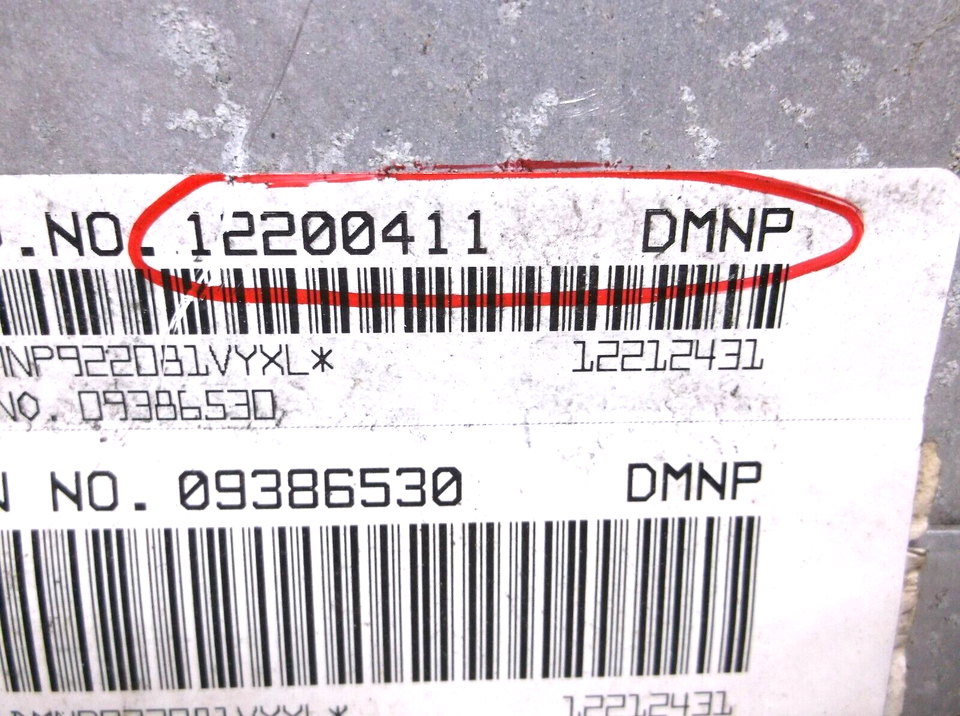 .NO. 12200411 DMNP
NP922081VYXL* 12212431
NO. 09386530
NO. 09386530 DMNP
12212431